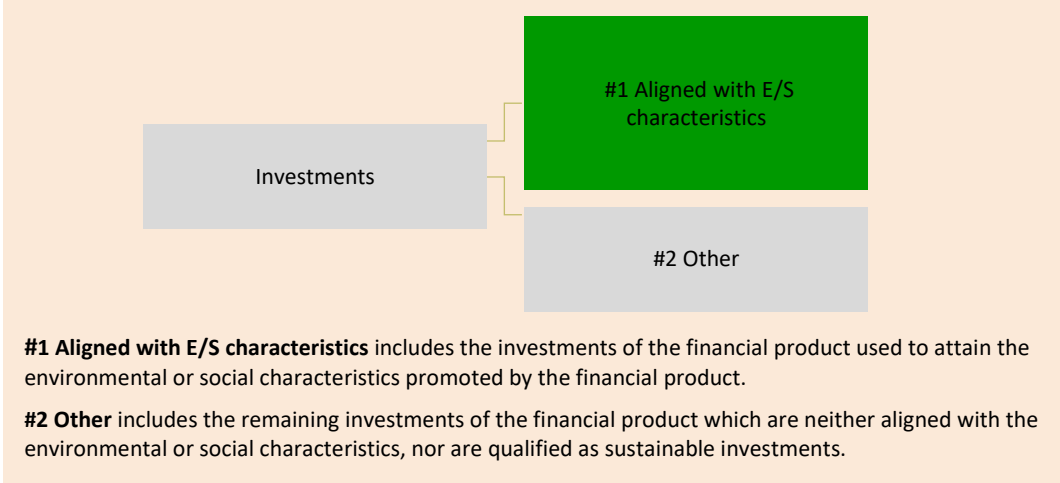 #1 Aligned with E/S
characteristics
Investments
#2 Other
#1 Aligned with E/S characteristics includes the investments of the financial product used to attain the
environmental or social characteristics promoted by the financial product.
#2 Other includes the remaining investments of the financial product which are neither aligned with the
environmental or social characteristics, nor are qualified as sustainable investments.